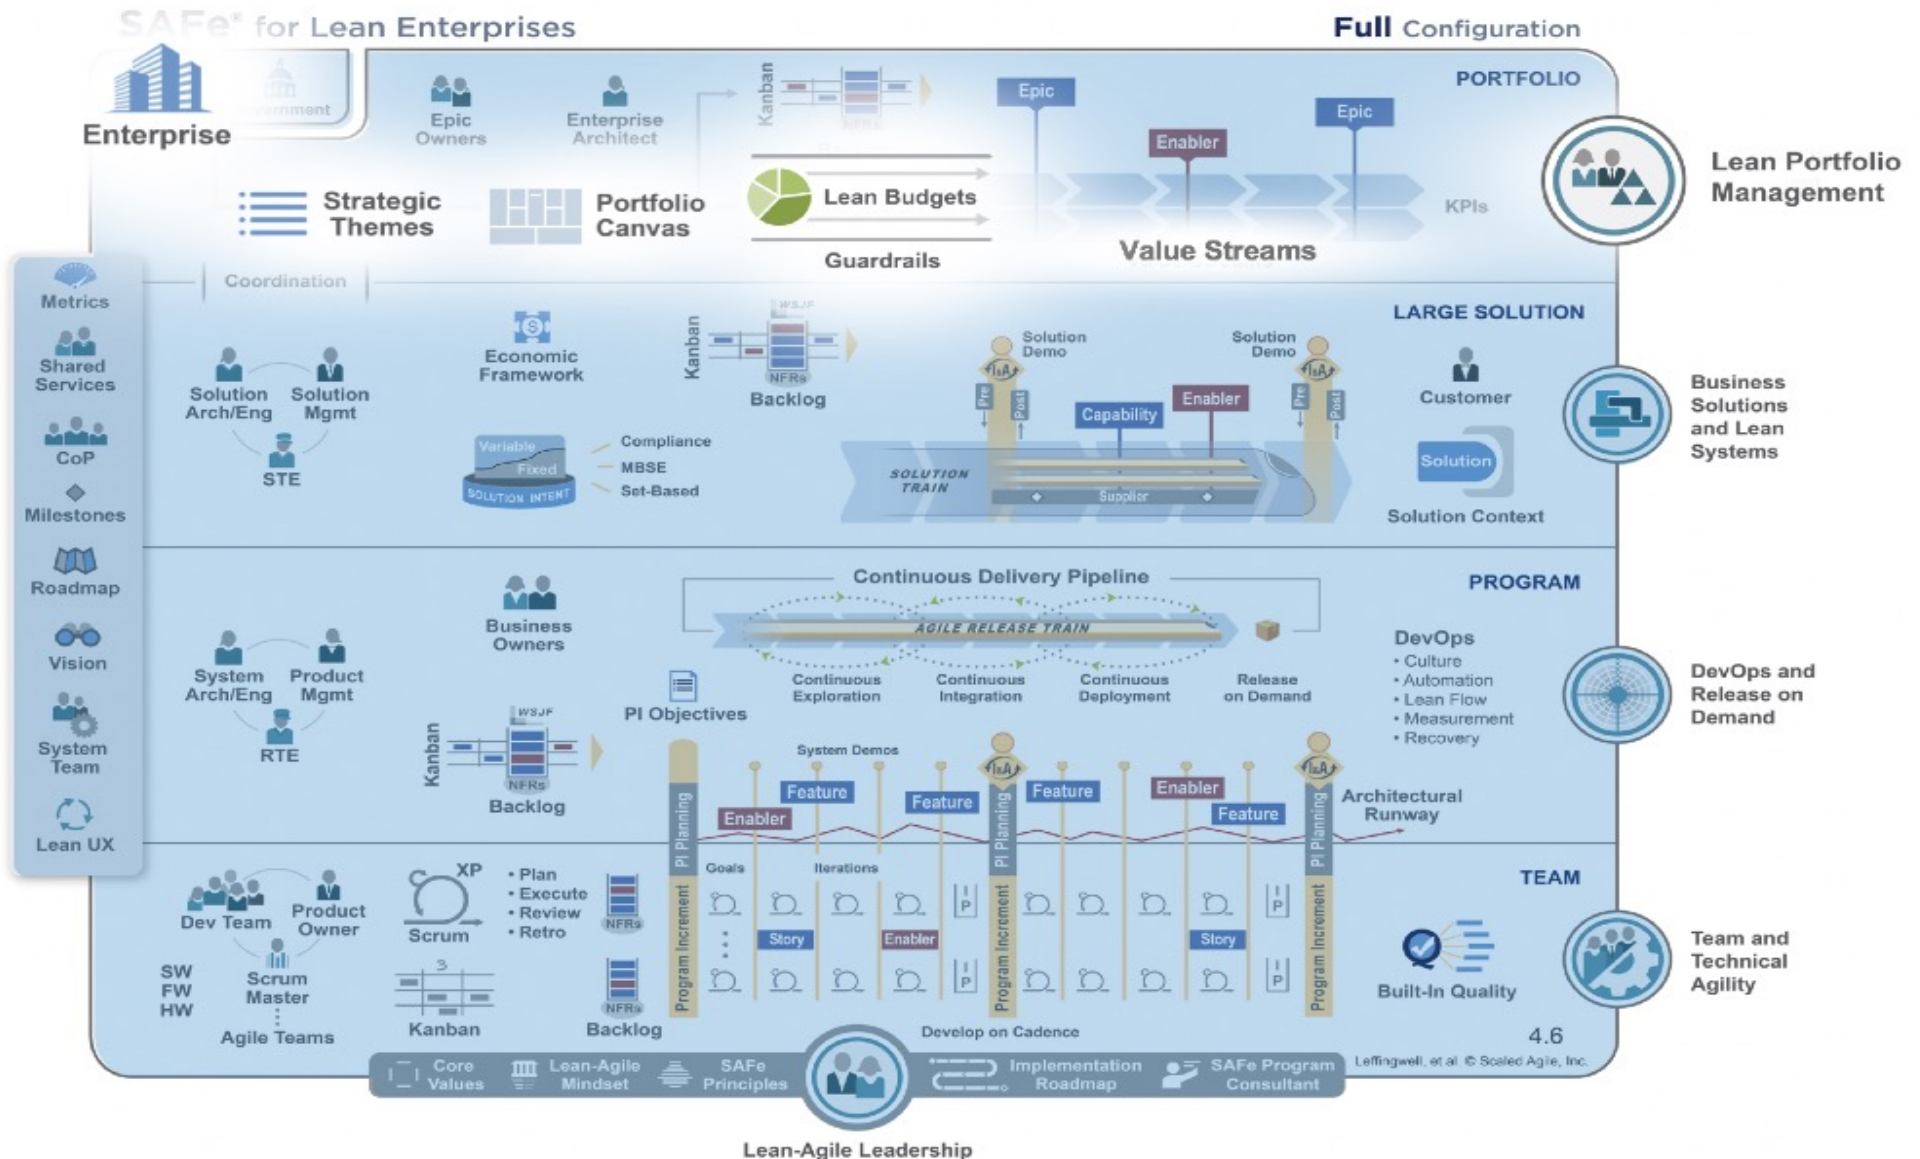 SAFe® for Lean Enterprises
Full Configuration
Enterprise
Government
Epic
Owners
Enterprise
Architect
Kanban
NFRs
Epic
Enabler
Epic
PORTFOLIO
Strategic
Themes
Portfolio
Canvas
Lean Budgets
Guardrails
Value Streams
KPIs
Lean Portfolio
Management
Coordination
Metrics
Shared
Services
CoP
Milestones
Roadmap
Vision
System
Team
Lean UX
LARGE SOLUTION
Solution
Arch/Eng
Solution
Mgmt
STE
Economic
Framework
Variable
Fixed
SOLUTION INTENT
Compliance
MBSE
Set-Based
Kanban
WSJF
NFRs
Backlog
Solution
Demo
I&A
Pre
Post
Capability
Enabler
Solution
Demo
I&A
Pre
Post
SOLUTION
TRAIN
Supplier
Customer
Solution
Solution Context
Business
Solutions
and Lean
Systems
PROGRAM
System
Arch/Eng
Product
Mgmt
RTE
Business
Owners
Kanban
WSJF
NFRs
Backlog
PI Objectives
Continuous Delivery Pipeline
AGILE RELEASE TRAIN
Continuous
Exploration
Continuous
Integration
Continuous
Deployment
Release
on Demand
DevOps
• Culture
• Automation
• Lean Flow
• Measurement
• Recovery
DevOps and
Release on
Demand
System Demos
I&A
I&A
Enabler
Feature
Feature
Feature
Enabler
Feature
Architectural
Runway
PI Planning
PI Planning
PI Planning
TEAM
Dev Team
Product
Owner
Scrum
Master
Agile Teams
SW
FW
HW
XP
Scrum
• Plan
• Execute
• Review
• Retro
3
Kanban
NFRs
NFRs
Backlog
Program Increment
Goals
Iterations
Story
Enabler
I
P
I
P
Program Increment
Story
I
P
I
P
Program Increment
Develop on Cadence
Built-In Quality
Team and
Technical
Agility
4.6
Leffingwell, et al. © Scaled Agile, Inc.
Core
Values
Lean-Agile
Mindset
SAFe
Principles
Implementation
Roadmap
SAFe Program
Consultant
Lean-Agile Leadership